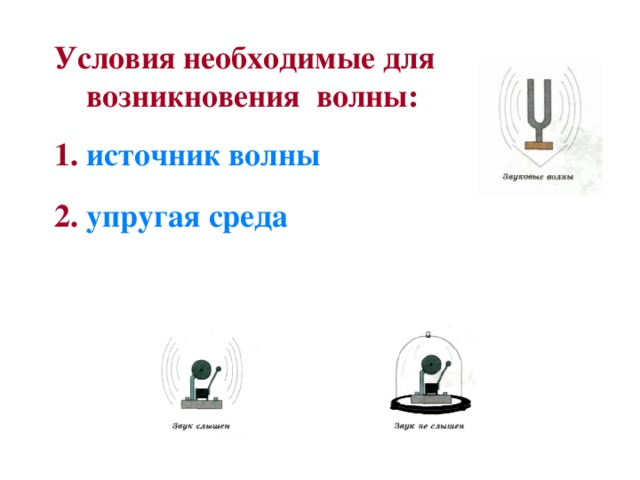 Условия необходимые для
возникновения волны:
Звуковые волны
1. источник волны
2. упругая среда
Звук слышен
Звук не слышен